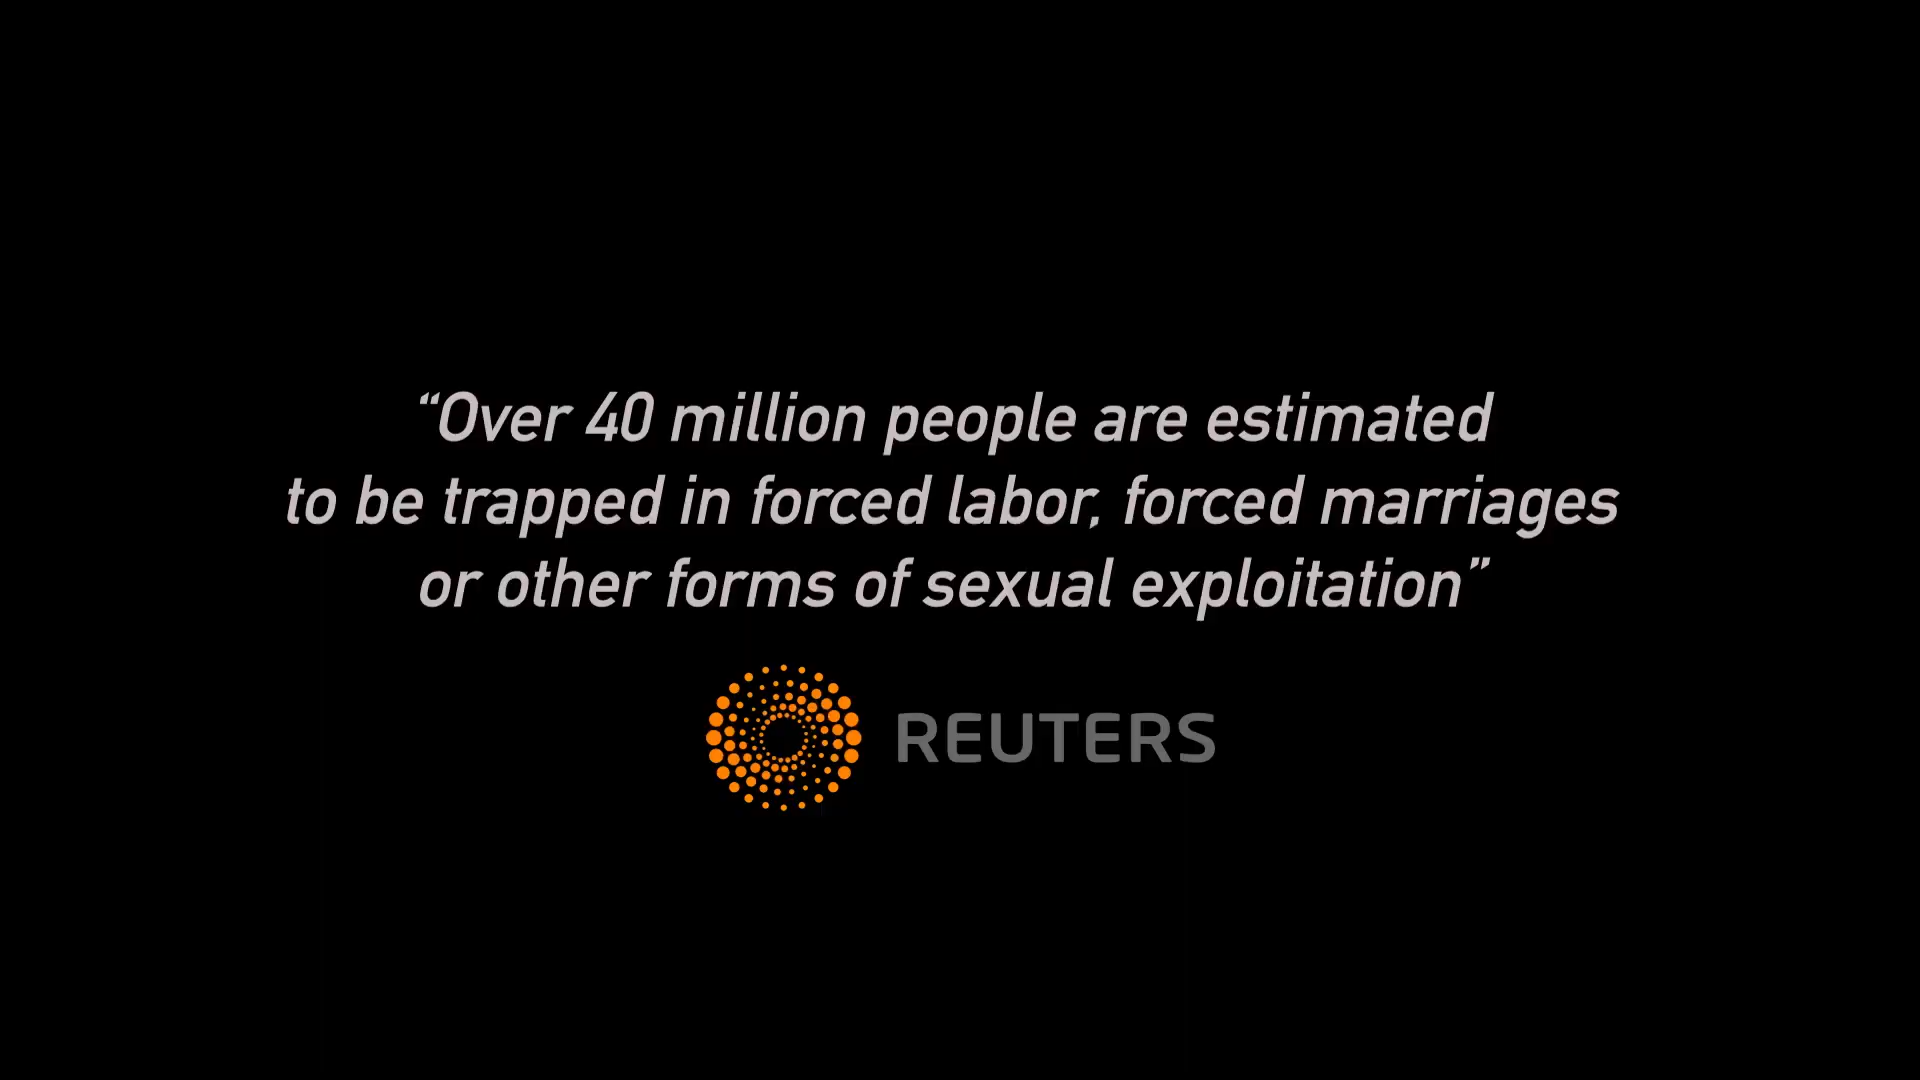 “Over 40 million people are estimated
to be trapped in forced labor, forced marriages
or other forms of sexual exploitation”
REUTERS